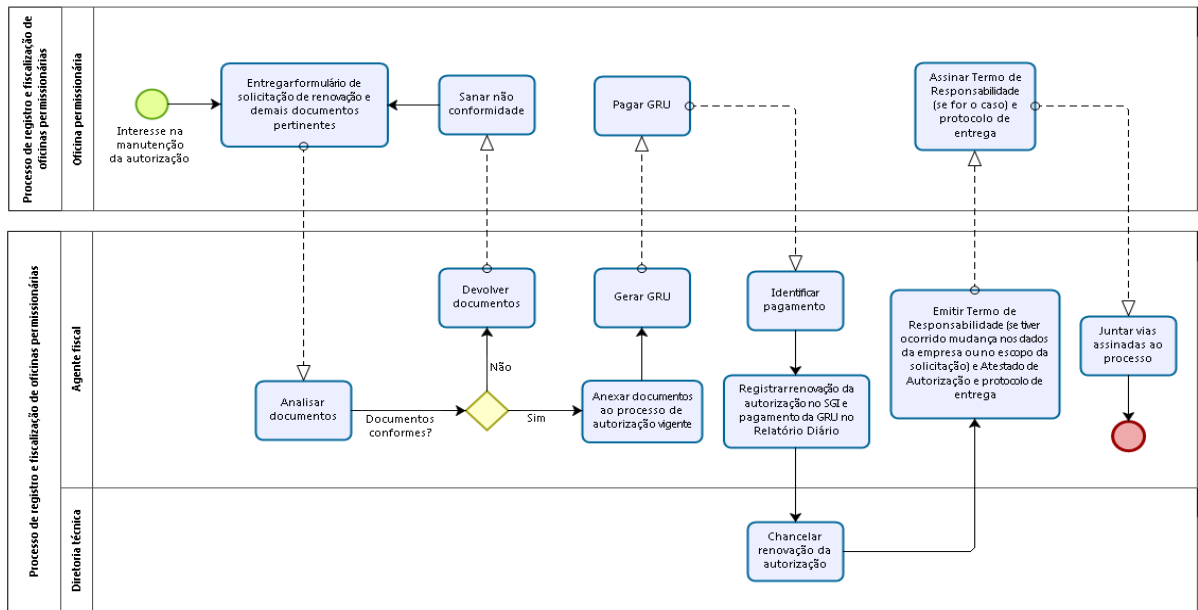 Processo de registro e fiscalização de
oficinas permissionárias
Oficina permissionária
Interesse na
manutenção
da autorização
Entregar formulário de
solicitação de renovação e
demais documentos
pertinentes
Sanar não
conformidade
Pagar GRU
Assinar Termo de
Responsabilidade
(se for o caso) e
protocolo de
entrega
Processo de registro e fiscalização de oficinas permissionárias
Agente fiscal
Analisar
documentos
Documentos
conformes?
Não
Devolver
documentos
Sim
Anexar documentos
ao processo de
autorização vigente
Gerar GRU
Identificar
pagamento
Registrar renovação da
autorização no SGI e
pagamento da GRU no
Relatório Diário
Emitir Termo de
Responsabilidade (se tiver
ocorrido mudança nos dados
da empresa ou no escopo da
solicitação) e Atestado de
Autorização e protocolo de
entrega
Juntar vias
assinadas ao
processo
Diretoria técnica
Chancelar
renovação da
autorização